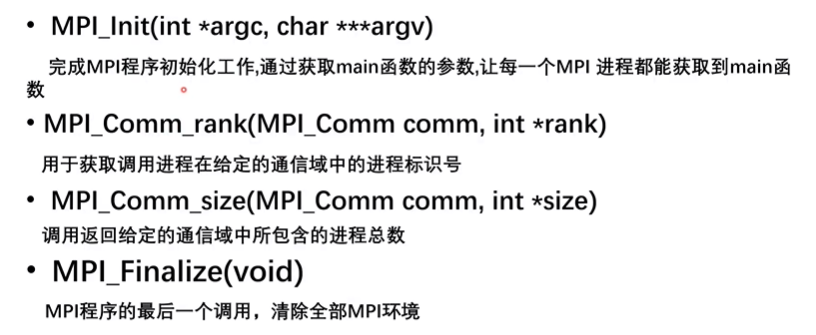 • MPI_Init(int *argc, char ***argv)
完成MPI程序初始化工作,通过获取main函数的参数,让每一个MPI 进程都能获取到main函
数
• MPI_Comm_rank(MPI_Comm comm, int *rank)
用于获取调用进程在给定的通信域中的进程标识号
• MPI_Comm_size(MPI_Comm comm, int *size)
调用返回给定的通信域中所包含的进程总数
• MPI_Finalize(void)
MPI程序的最后一个调用，清除全部MPI环境